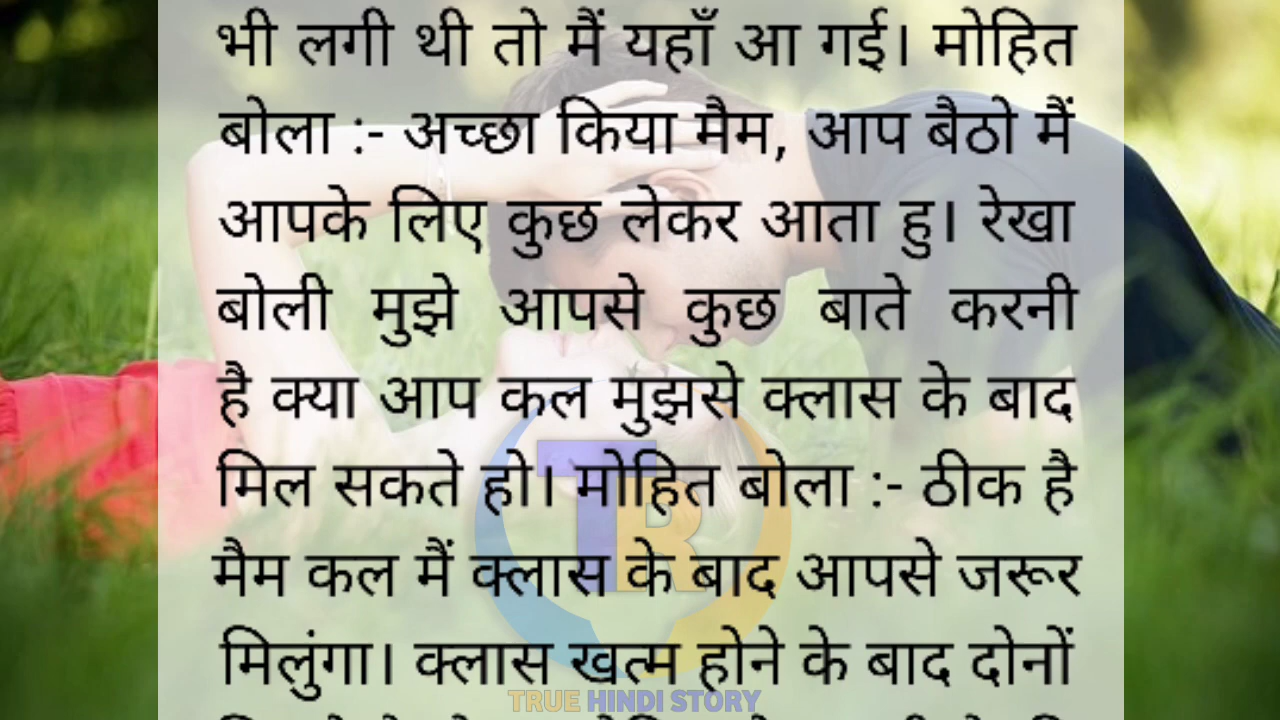 भी लगी थी तो मैं यहाँ आ गई। मोहित
बोला :- अच्छा किया मैम, आप बैठो मैं
आपके लिए कुछ लेकर आता हु। रेखा
बोली मुझे आपसे कुछ बाते करनी
है क्या आप कल मुझसे क्लास के बाद
मिल सकते हो। मोहित बोला :- ठीक है
मैम कल मैं क्लास के बाद आपसे जरूर
मिलुंगा। क्लास खत्म होने के बाद दोनों
TR
TRUE HINDI STORY